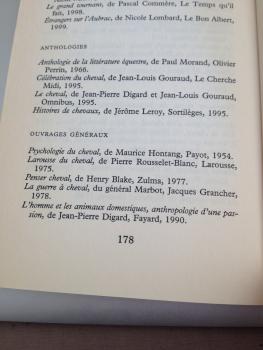 Le grand tournant, de Pascal Commère, Le Temps qu'il
fait, 1998.
Étrangers sur l'Aubrac, de Nicole Lombard, Le Bon Albert,
1999.
ANTHOLOGIES
Anthologie de la littérature équestre, de Paul Morand, Olivier
Perrin, 1966.
Célébration du cheval, de Jean-Louis Gouraud, Le Cherche
Midi, 1995.
Le cheval, de Jean-Pierre Digard et Jean-Louis Gouraud,
Omnibus, 1995.
Histoires de chevaux, de Jérôme Leroy, Sortilèges, 1995.
OUVRAGES GÉNÉRAUX
Psychologie du cheval, de Maurice Hontang, Payot, 1954.
Larousse du cheval, de Pierre Rousselet-Blanc, Larousse,
1975.
Penser cheval, de Henry Blake, Zulma, 1977.
La guerre à cheval, du général Marbot, Jacques Grancher,
1978.
L'homme et les animaux domestiques, anthropologie d'une pas-
sion, de Jean-Pierre Digard, Fayard, 1990.
178